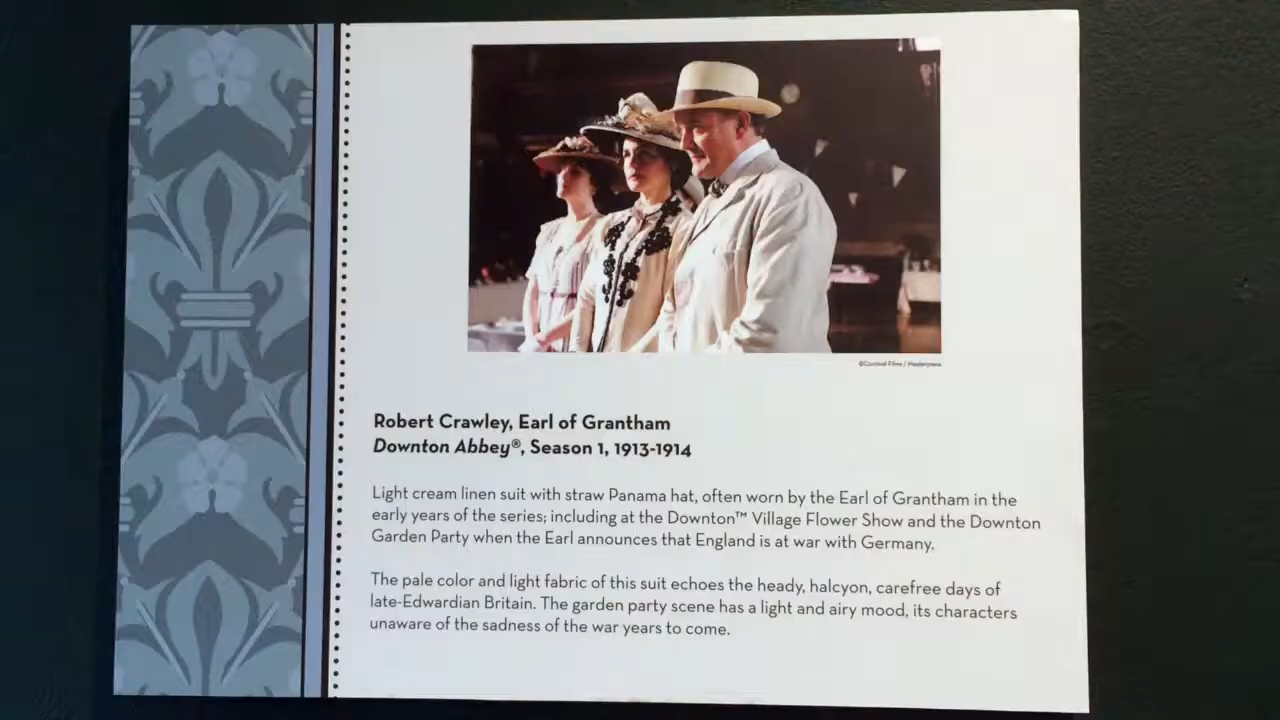 ©Carnival Films / Masterpiece
Robert Crawley, Earl of Grantham
Downton Abbey®, Season 1, 1913-1914
Light cream linen suit with straw Panama hat, often worn by the Earl of Grantham in the
early years of the series; including at the Downton™ Village Flower Show and the Downton
Garden Party when the Earl announces that England is at war with Germany.
The pale color and light fabric of this suit echoes the heady, halcyon, carefree days of
late-Edwardian Britain. The garden party scene has a light and airy mood, its characters
unaware of the sadness of the war years to come.